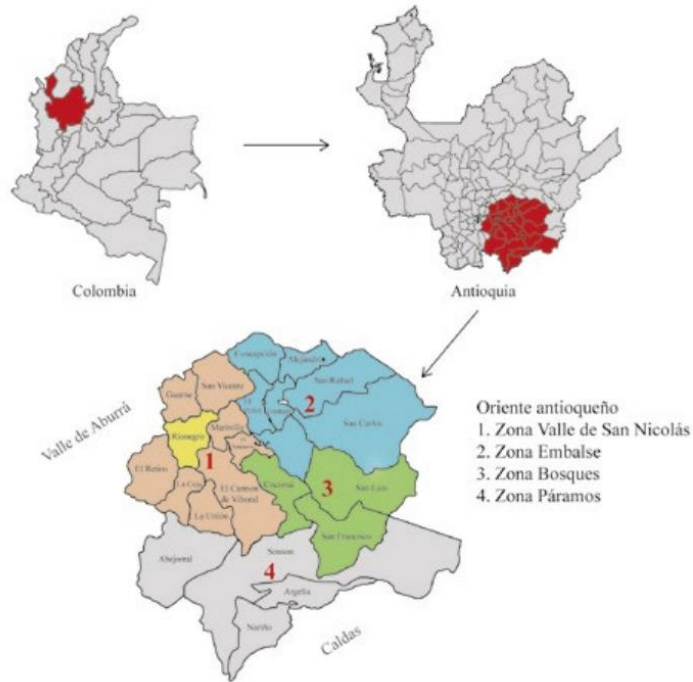 Colombia
Antioquia
Valle de Aburrá
Concepción
Alejandría
San Rafael
San Vicente
Guarne
2
San Carlos
Rionegro
Marinilla
1
El Retiro
La Ceja
El Carmen
de Viboral
Cocorná
3
San Luis
La Unión
San Francisco
Abejorral
Sonson
4
Argelia
Nariño
Caldas
Oriente antioqueño
1. Zona Valle de San Nicolás
2. Zona Embalse
3. Zona Bosques
4. Zona Páramos